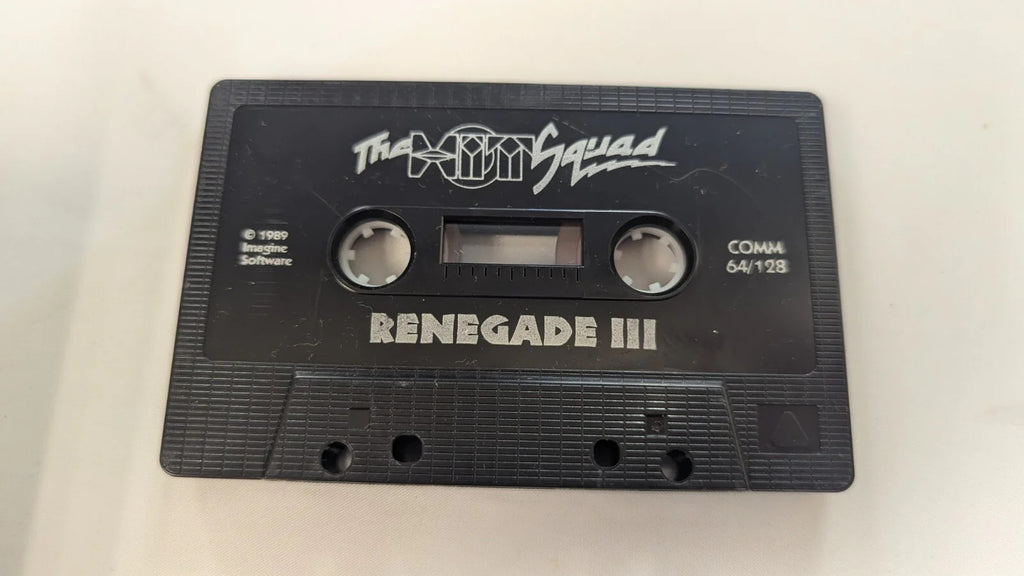 The HIT Squad
© 1989
Imagine
Software
COMM
64/128
RENEGADE III